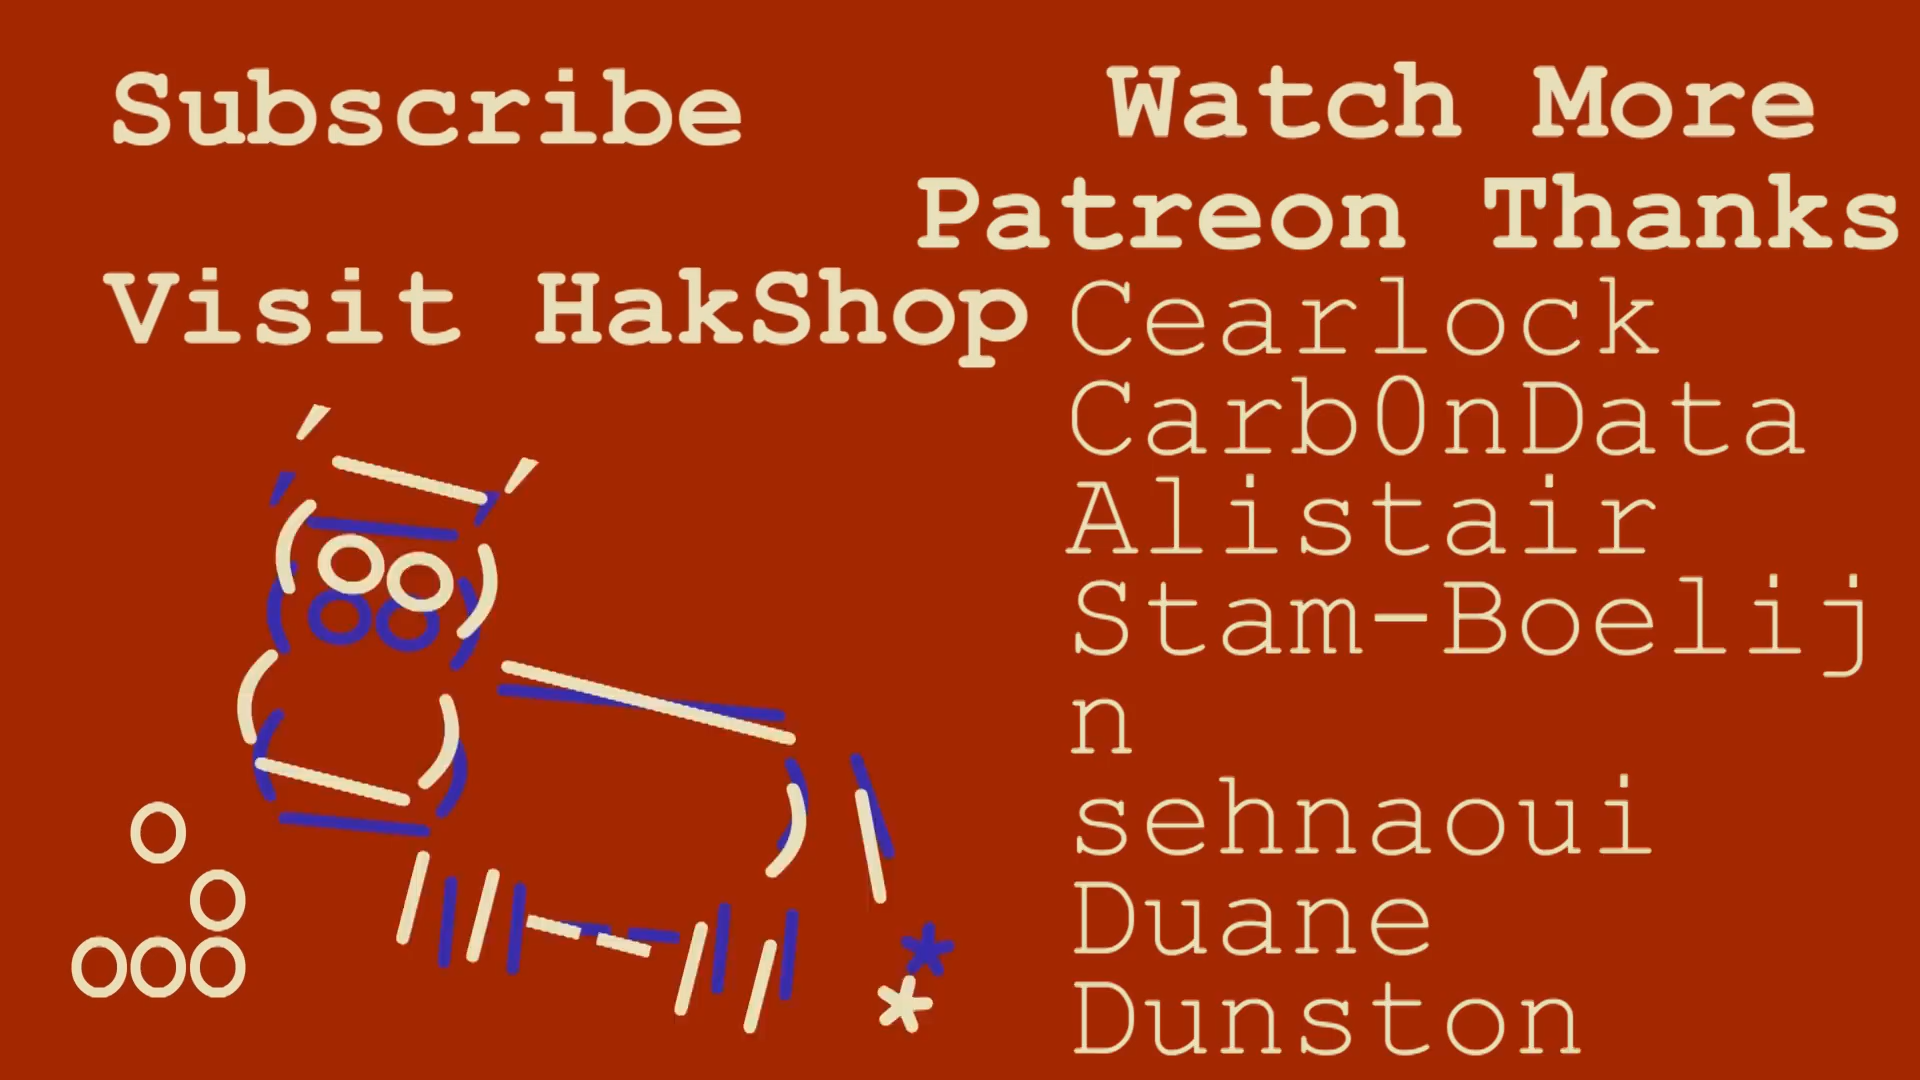 Subscribe
Visit HakShop
Watch More
Patreon Thanks
Cearlock
Carb0nData
Alistair
Stam-Boelij
n
sehnaoui
Duane
Dunston